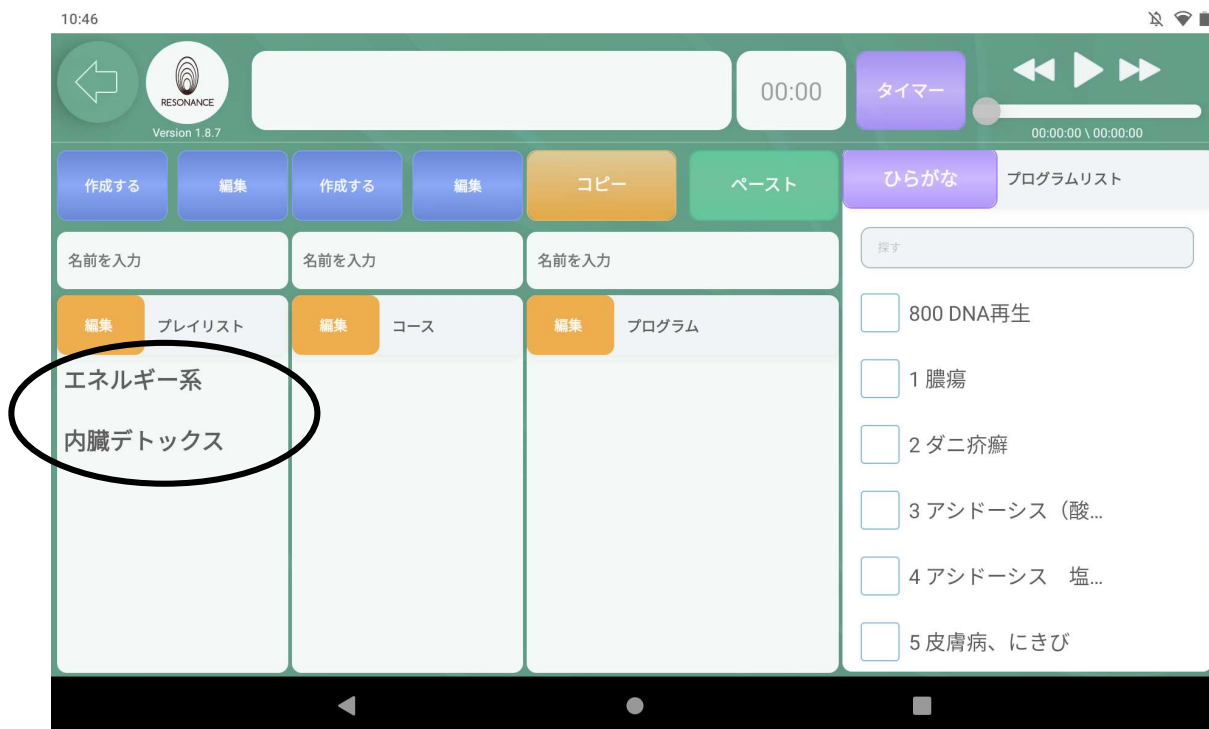 10:46
RESONANCE
Version 1.8.7
00:00
タイマー
00:00:00 \ 00:00:00
作成する
編集
作成する
編集
コピー
ペースト
ひらがな
プログラムリスト
名前を入力
名前を入力
名前を入力
探す
編集
プレイリスト
編集
コース
編集
プログラム
エネルギー系
内臓デトックス
800 DNA再生
1 膿瘍
2 ダニ疥癬
3 アシドーシス（酸...
4 アシドーシス　塩...
5 皮膚病、にきび